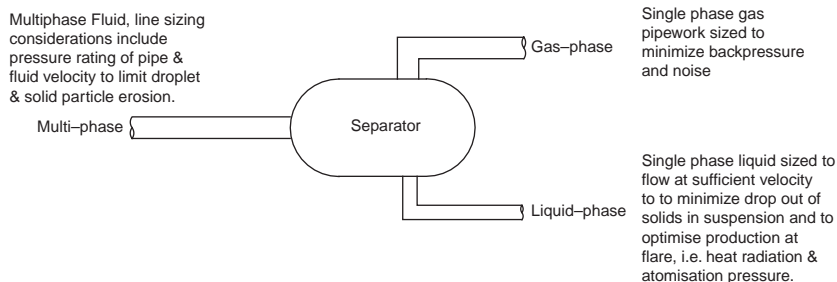 Multiphase Fluid, line sizing
considerations include
pressure rating of pipe &
fluid velocity to limit droplet
& solid particle erosion.
Multi–phase
Separator
Gas–phase
Single phase gas
pipework sized to
minimize backpressure
and noise
Liquid–phase
Single phase liquid sized to
flow at sufficient velocity
to to minimize drop out of
solids in suspension and to
optimise production at
flare, i.e. heat radiation &
atomisation pressure.